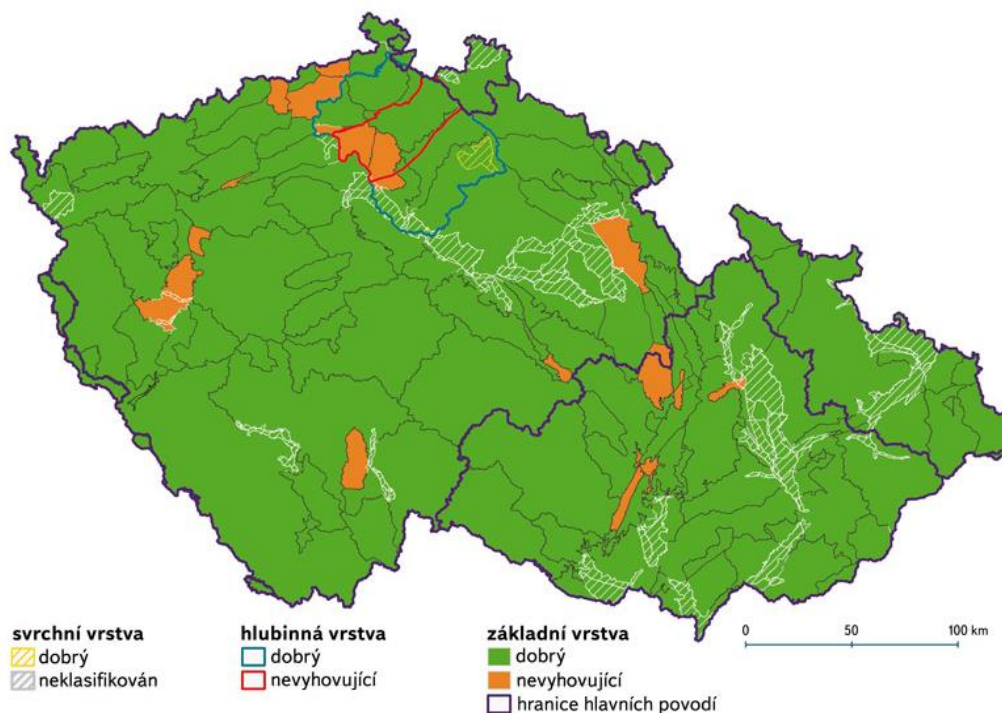 svrchní vrstva
dobrý
neklasifikován
hlubinná vrstva
dobrý
nevyhovující
základní vrstva
dobrý
nevyhovující
hranice hlavních povodí
0 50 100 km